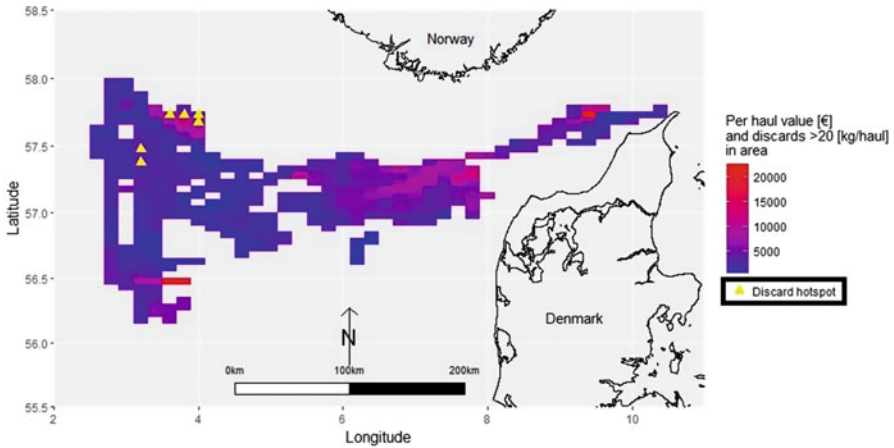 58.5
58.0
57.5
57.0
56.5
56.0
55.5
Latitude
Norway
Denmark
N
0km
100km
200km
2
4
6
8
10
Longitude
Per haul value [€]
and discards >20 [kg/haul]
in area
20000
15000
10000
5000
Discard hotspot